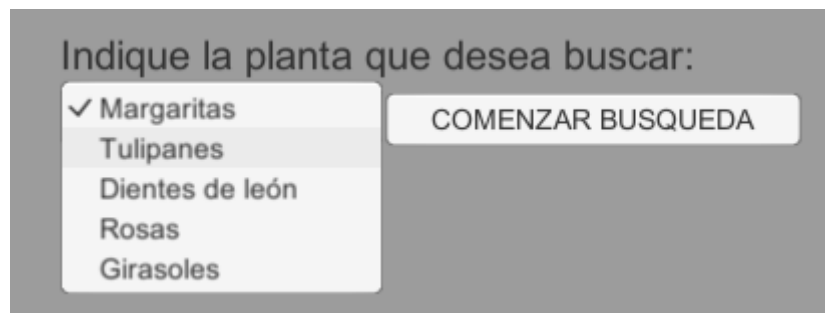 Indique la planta que desea buscar:
✓ Margaritas
COMENZAR BUSQUEDA
Tulipanes
Dientes de león
Rosas
Girasoles